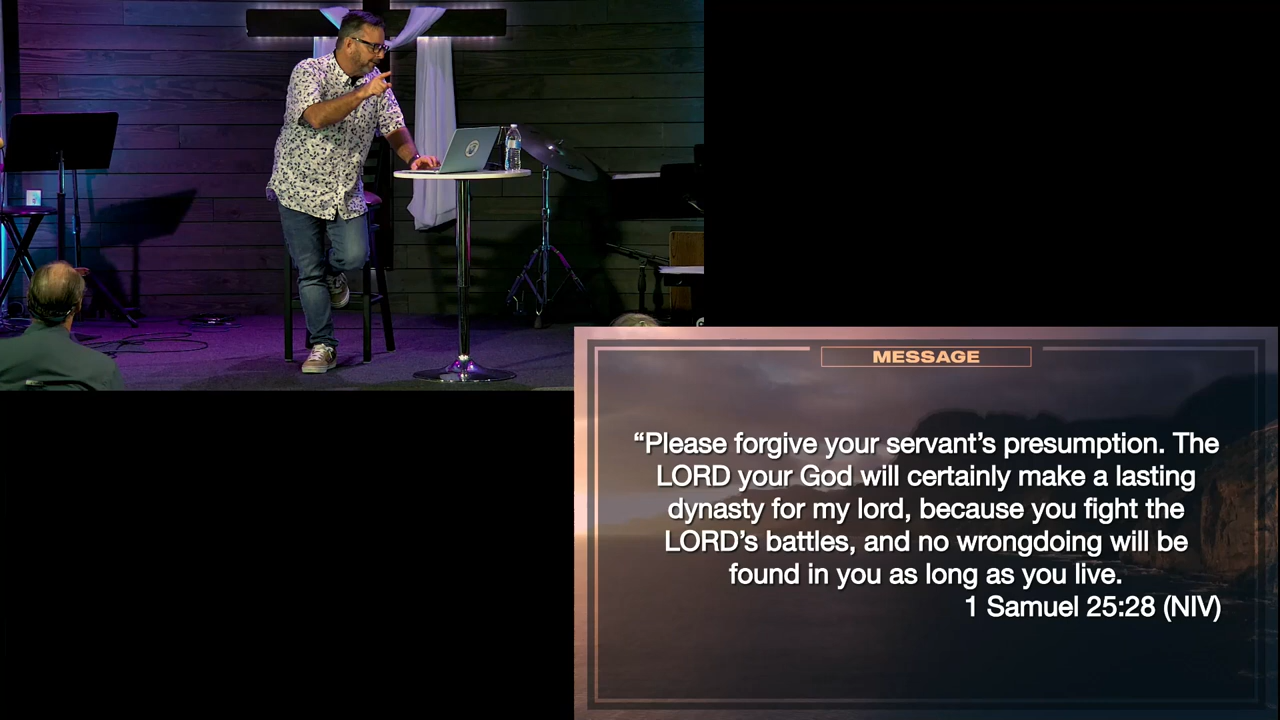 MESSAGE
“Please forgive your servant’s presumption. The
LORD your God will certainly make a lasting
dynasty for my lord, because you fight the
LORD’s battles, and no wrongdoing will be
found in you as long as you live.
1 Samuel 25:28 (NIV)